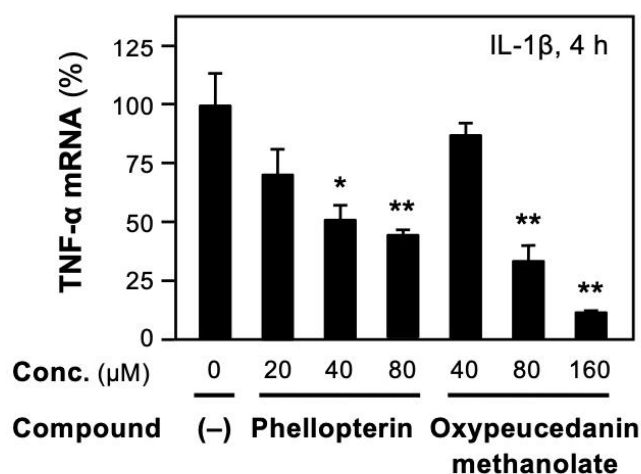 IL-1β, 4 h
TNF-α mRNA (%)
125
100
75
50
25
0
*
**
**
**
Conc. (μM) 0 20 40 80 40 80 160
Compound (–) Phellopterin Oxypeucedanin
methanolate